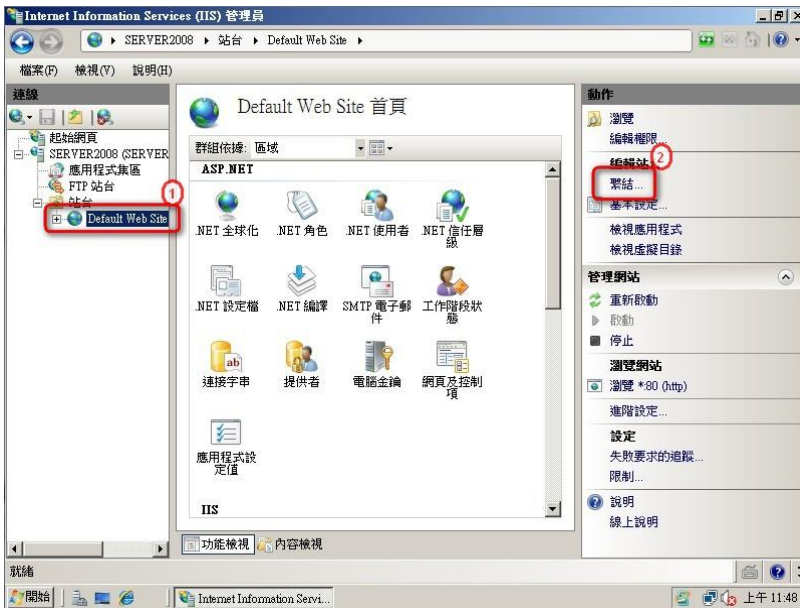 Internet Information Services (IIS) 管理員
SERVER2008 站台 Default Web Site
檔案(F) 檢視(V) 說明(H)
連線
起始網頁
SERVER2008 (SERVER
應用程式集區
FTP 站台
站台
1
Default Web Site
Default Web Site 首頁
群組依據: 區域
ASP.NET
.NET 全球化 .NET 角色 .NET 使用者 .NET 信任層級
.NET 設定檔 .NET 編譯 SMTP 電子郵件 工作階段狀態
ab
連接字串 提供者 電腦金鑰 網頁及控制項
應用程式設定值
IIS
功能檢視 內容檢視
動作
瀏覽
編輯權限...
編輯站
2
繫結...
基本設定...
檢視應用程式
檢視虛擬目錄
管理網站
重新啟動
啟動
停止
瀏覽網站
瀏覽 *:80 (http)
進階設定...
設定
失敗要求的追蹤...
限制...
說明
線上說明
就緒
開始 Internet Information Servi... 上午 11:48